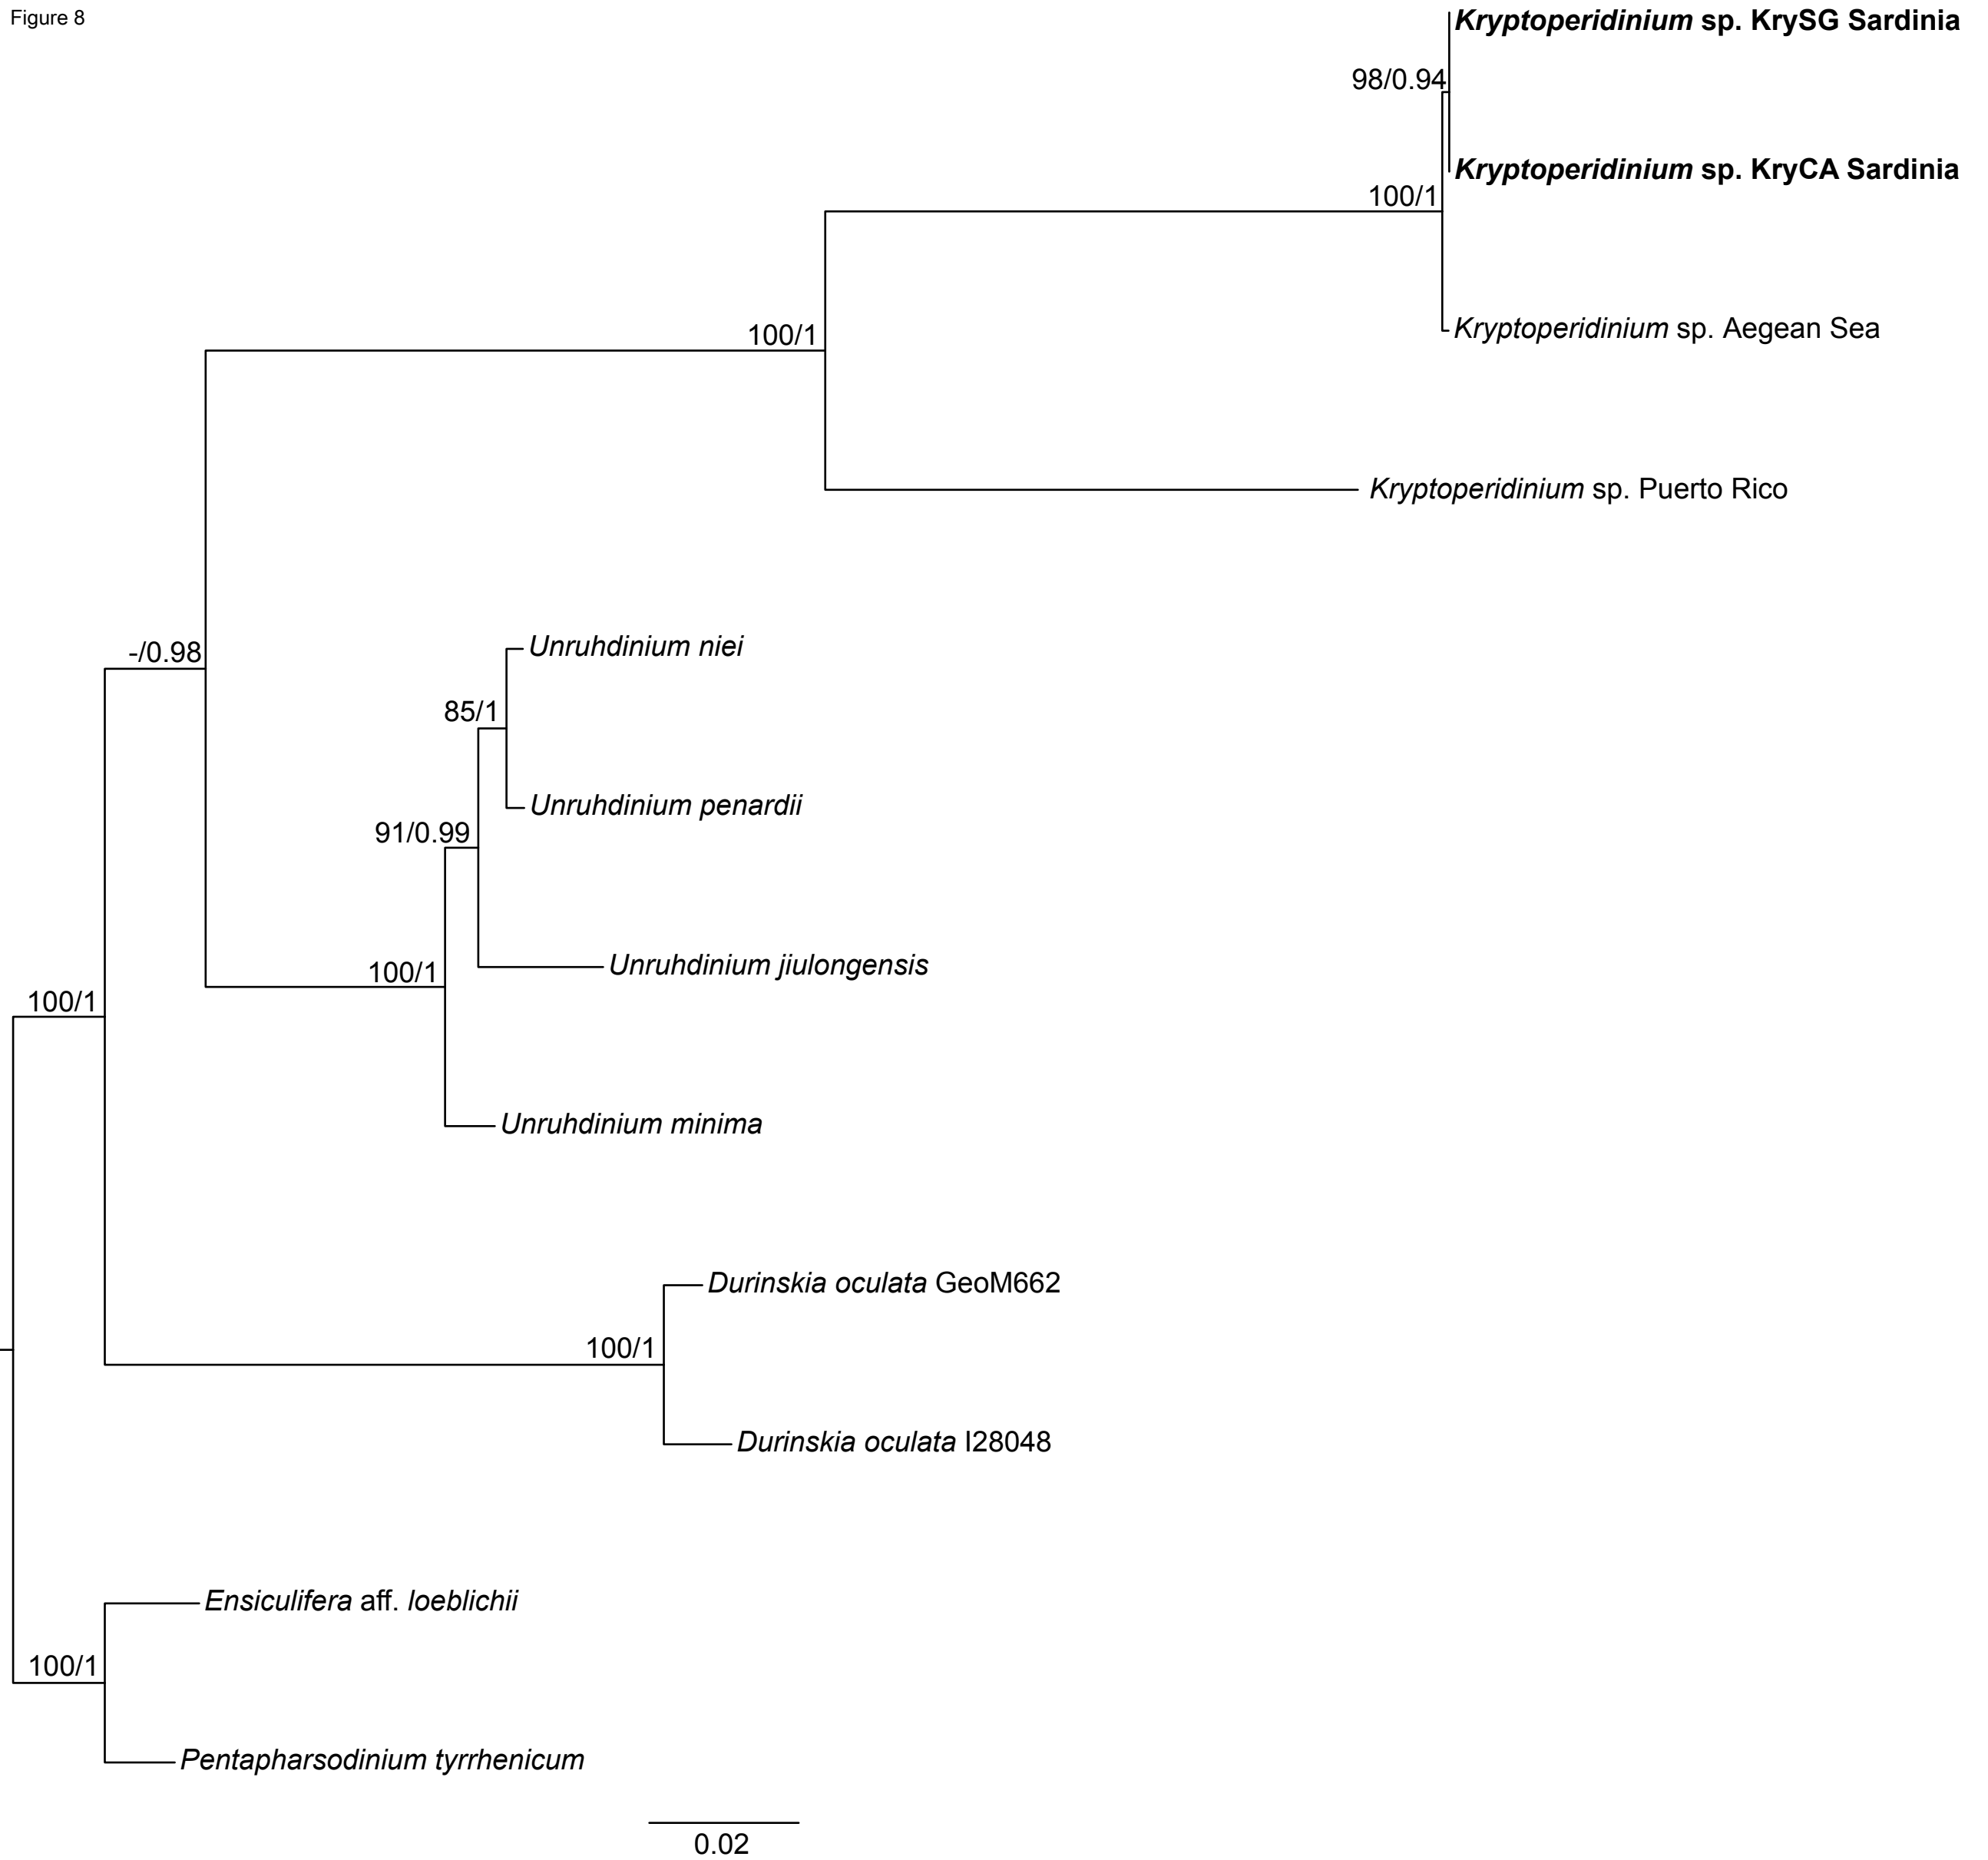 Figure 8
Kryptoperidinium sp. KrySG Sardinia
98/0.94
Kryptoperidinium sp. KryCA Sardinia
100/1
Kryptoperidinium sp. Aegean Sea
100/1
Kryptoperidinium sp. Puerto Rico
Unruhdinium niei
-/0.98
85/1
Unruhdinium penardii
91/0.99
Unruhdinium jiulongensis
100/1
100/1
Unruhdinium minima
Durinskia oculata GeoM662
100/1
Durinskia oculata I28048
Ensiculifera aff. loeblichii
100/1
Pentapharsodinium tyrrhenicum
0.02